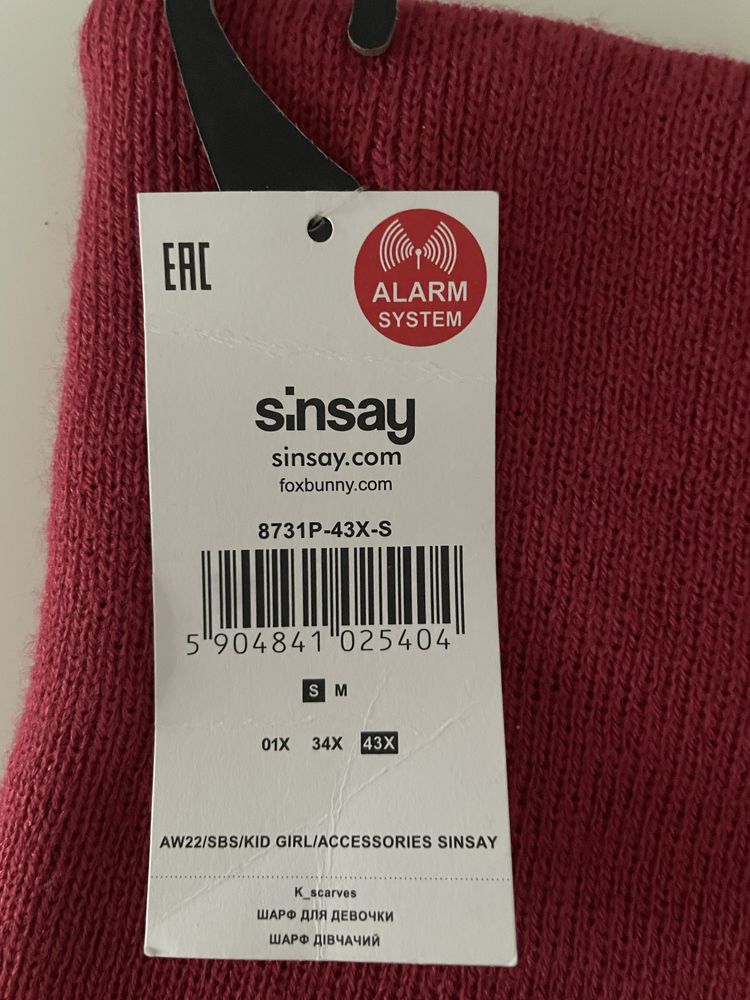 EAC
ALARM
SYSTEM
sinsay
sinsay.com
foxbunny.com
8731P-43X-S
5 904841 025404
S M
01X 34X 43X
AW22/SBS/KID GIRL/ACCESSORIES SINSAY
K_scarves
ШАРФ ДЛЯ ДЕВОЧКИ
ШАРФ ДІВЧАЧИЙ